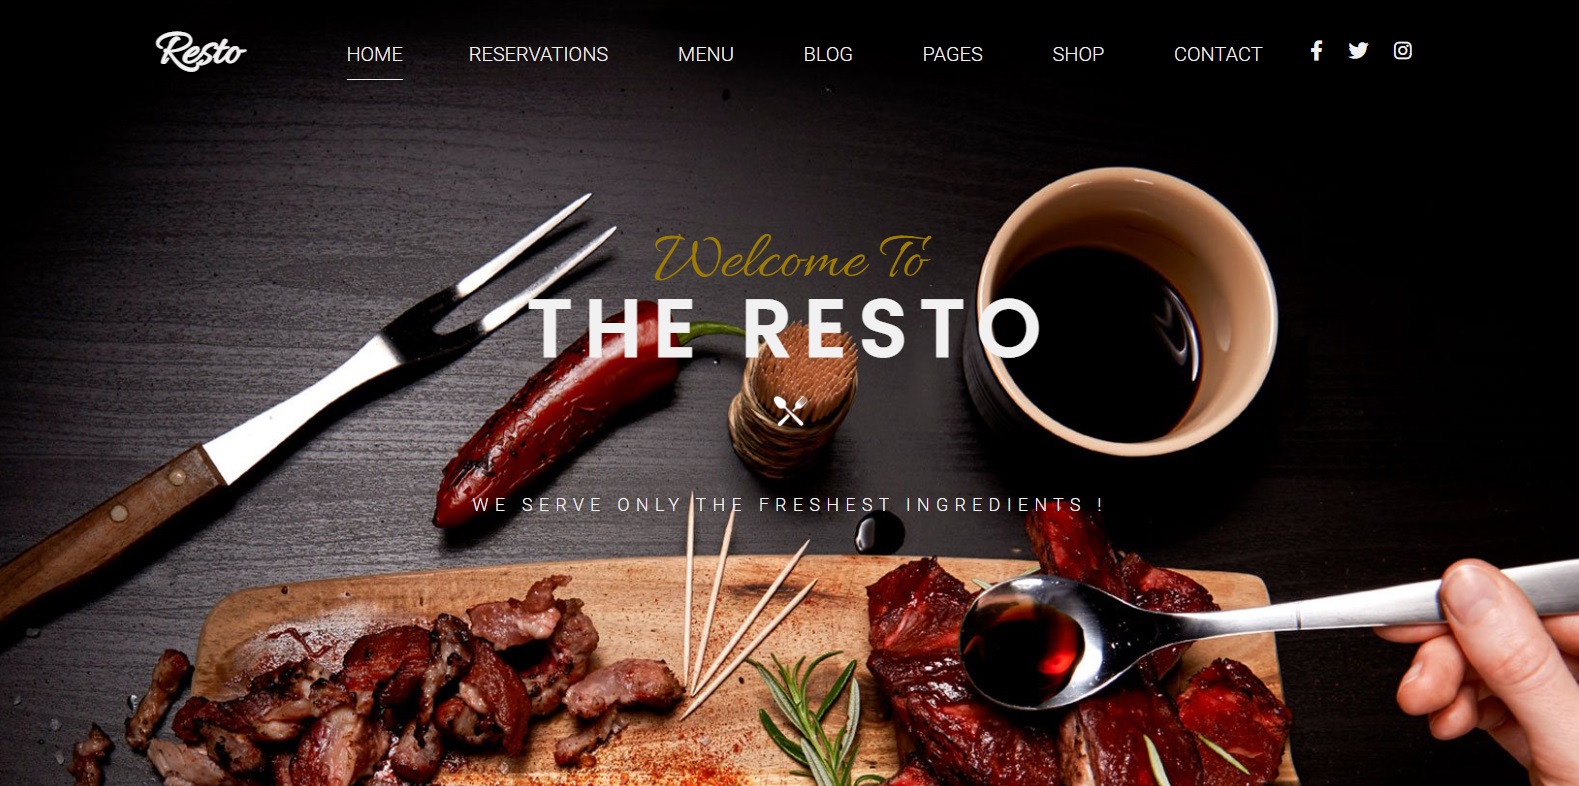 Resto
HOME RESERVATIONS MENU BLOG PAGES SHOP CONTACT
Welcome To
THE RESTO
WE SERVE ONLY THE FRESHEST INGREDIENTS !